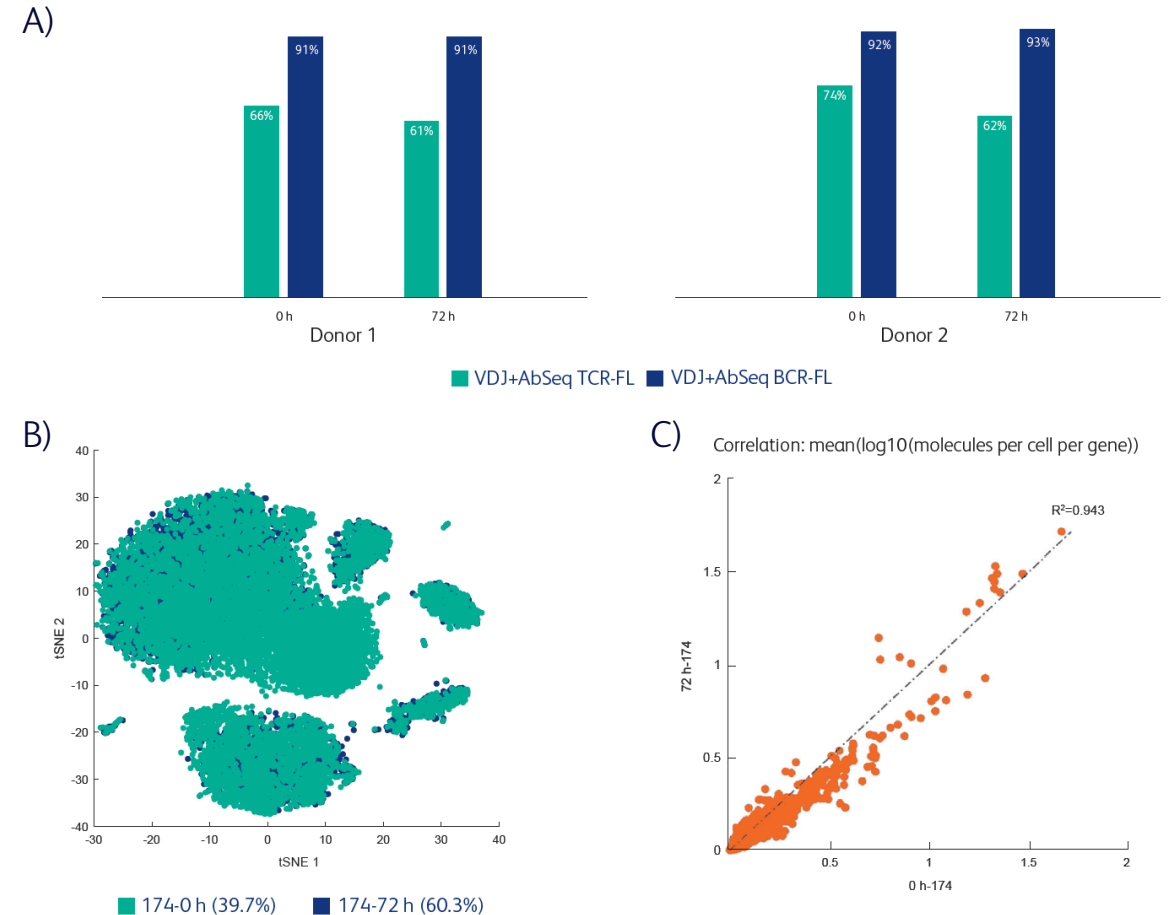 A)
66%
91%
61%
91%
0 h
72 h
Donor 1
74%
92%
62%
93%
0 h
72 h
Donor 2
VDJ+AbSeq TCR-FL VDJ+AbSeq BCR-FL
B)
40
30
20
10
0
-10
-20
-30
-40
tSNE 2
-30 -20 -10 0 10 20 30 40
tSNE 1
174-0 h (39.7%) 174-72 h (60.3%)
C)
Correlation: mean(log10(molecules per cell per gene))
R²=0.943
2
1.5
1
0.5
0
72 h-174
0.5 1 1.5 2
0 h-174